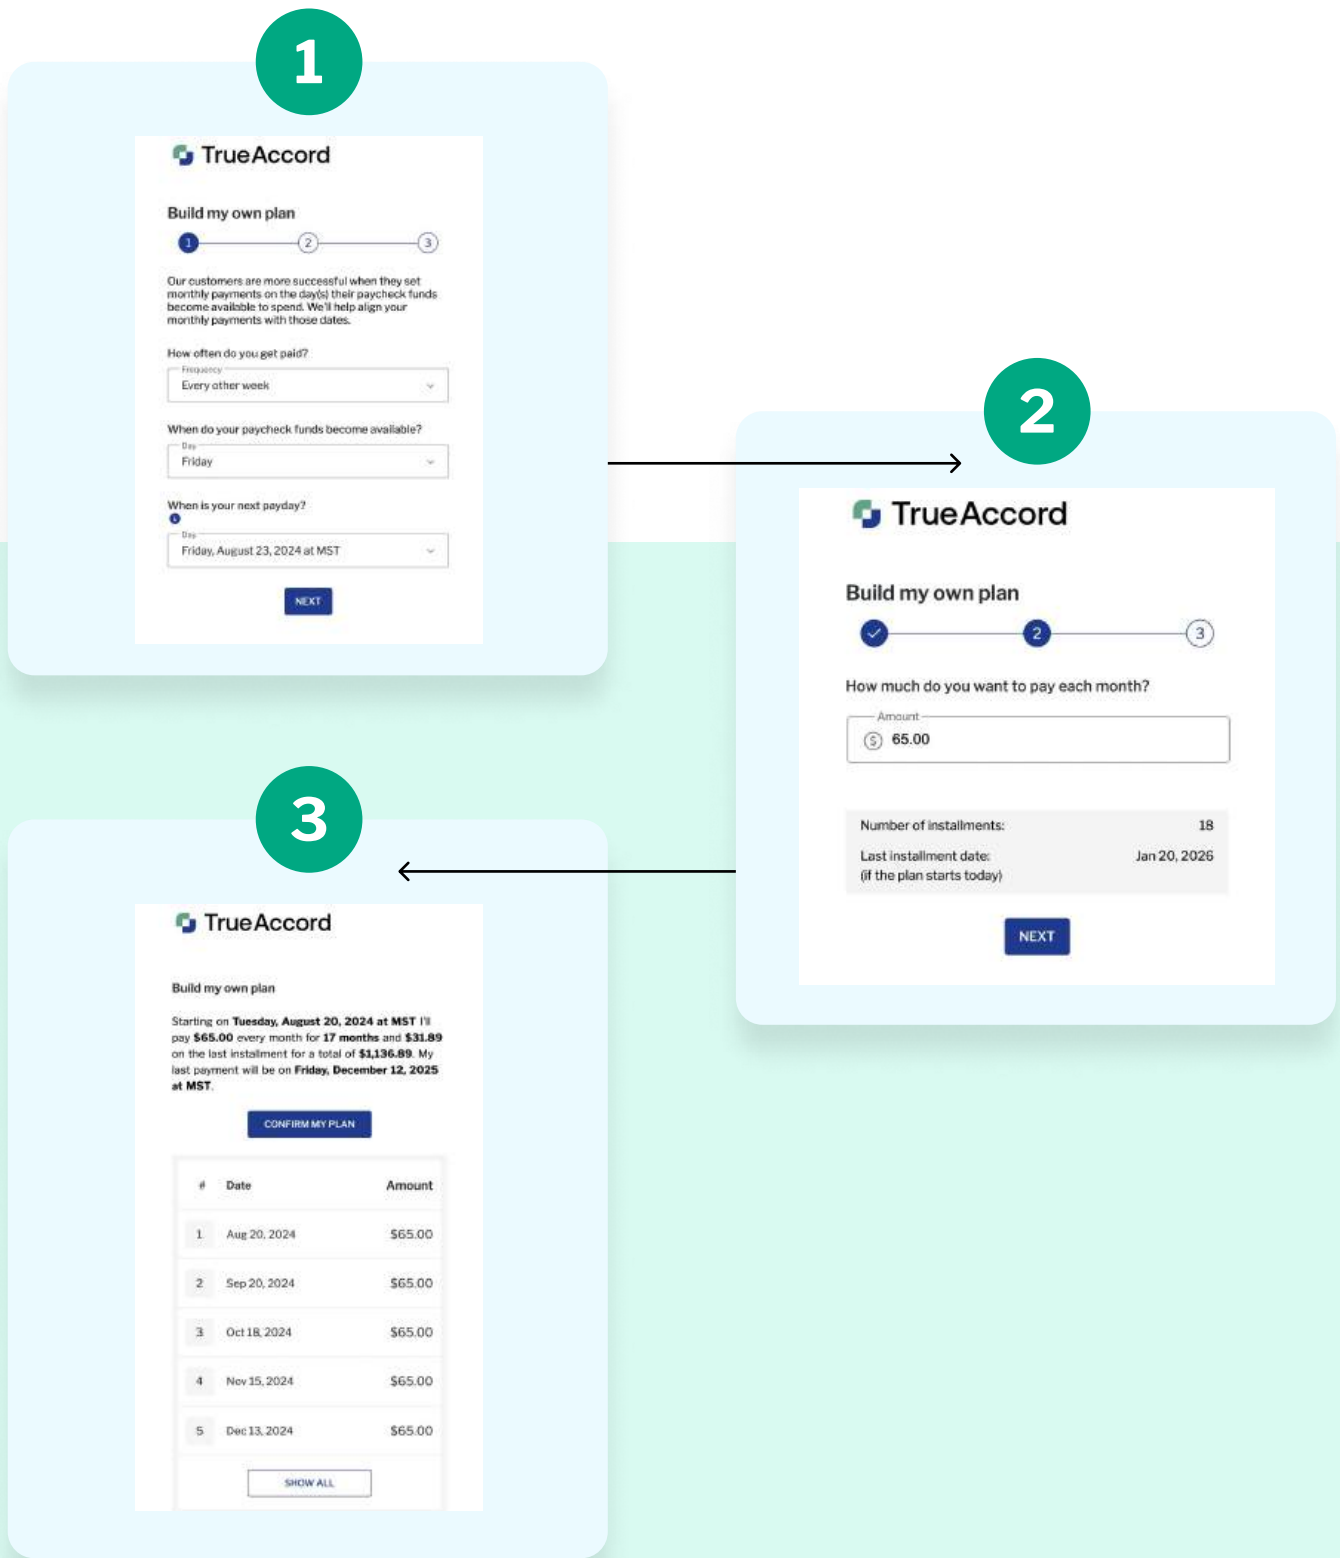 1
TrueAccord
Build my own plan
1
2
3
Our customers are more successful when they set
monthly payments on the day(s) their paycheck funds
become available to spend. We'll help align your
monthly payments with those dates.
How often do you get paid?
Frequency
Every other week
When do your paycheck funds become available?
Day
Friday
When is your next payday?
Day
Friday, August 23, 2024 at MST
NEXT
2
TrueAccord
Build my own plan
2
3
How much do you want to pay each month?
Amount
$ 65.00
Number of installments: 18
Last installment date: Jan 20, 2026
(if the plan starts today)
NEXT
3
TrueAccord
Build my own plan
Starting on Tuesday, August 20, 2024 at MST I'll
pay $65.00 every month for 17 months and $31.89
on the last installment for a total of $1,136.89. My
last payment will be on Friday, December 12, 2025
at MST.
CONFIRM MY PLAN
# Date Amount
1 Aug 20, 2024 $65.00
2 Sep 20, 2024 $65.00
3 Oct 18, 2024 $65.00
4 Nov 15, 2024 $65.00
5 Dec 13, 2024 $65.00
SHOW ALL